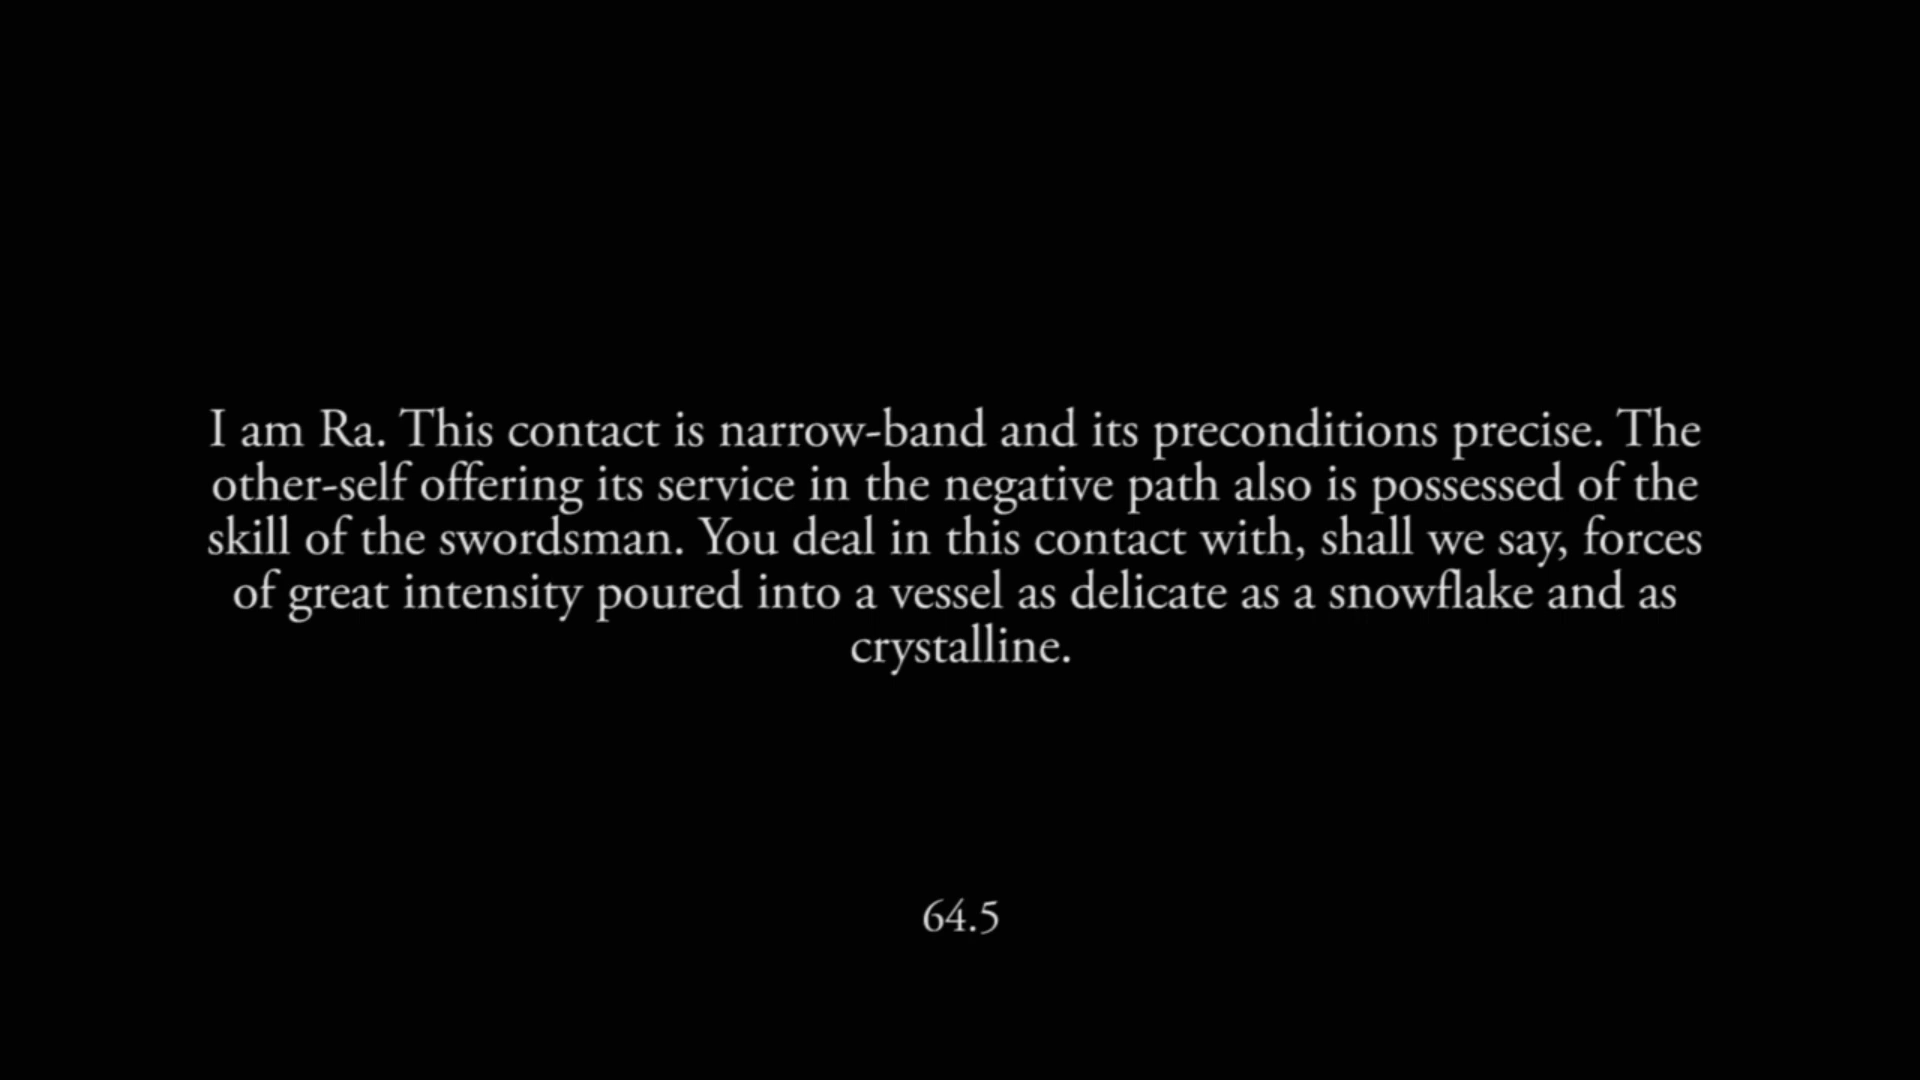 I am Ra. This contact is narrow-band and its preconditions precise. The
other-self offering its service in the negative path also is possessed of the
skill of the swordsman. You deal in this contact with, shall we say, forces
of great intensity poured into a vessel as delicate as a snowflake and as
crystalline.
64.5